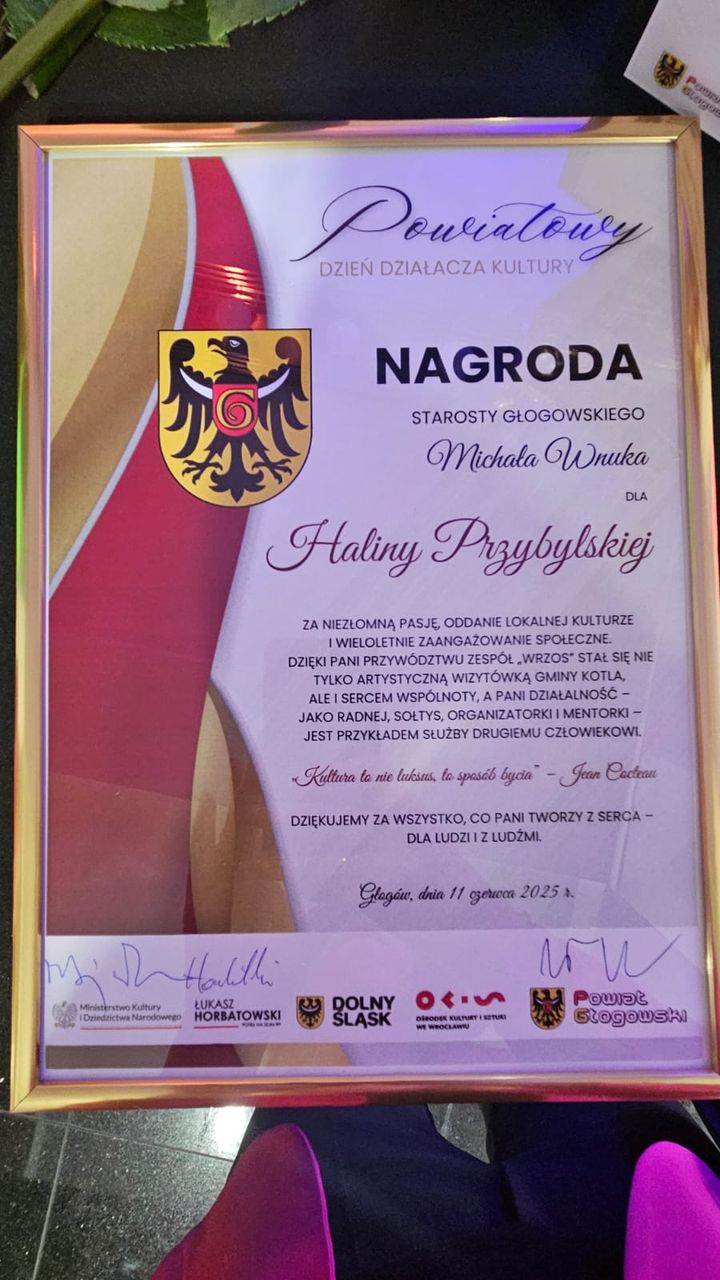 Powiatowy
DZIEŃ DZIAŁACZA KULTURY
NAGRODA
STAROSTY GŁOGOWSKIEGO
Michała Wnuka
DLA
Haliny Przybylskiej
ZA NIEZŁOMNĄ PASJĘ, ODDANIE LOKALNEJ KULTURZE
I WIELOLETNIE ZAANGAŻOWANIE SPOŁECZNE.
DZIĘKI PANI PRZYWÓDZTWU ZESPÓŁ „WRZOS” STAŁ SIĘ NIE
TYLKO ARTYSTYCZNĄ WIZYTÓWKĄ GMINY KOTLA,
ALE I SERCEM WSPÓLNOTY, A PANI DZIAŁALNOŚĆ –
JAKO RADNEJ, SOŁTYS, ORGANIZATORKI I MENTORKI –
JEST PRZYKŁADEM SŁUŻBY DRUGIEMU CZŁOWIEKOWI.
„Kultura to nie luksus, to sposób bycia” – Jean Cocteau
DZIĘKUJEMY ZA WSZYSTKO, CO PANI TWORZY Z SERCA –
DLA LUDZI I Z LUDŹMI.
Głogów, dnia 11 czerwca 2025 r.
Ministerstwo Kultury
i Dziedzictwa Narodowego
ŁUKASZ
HORBATOWSKI
DOLNY
ŚLĄSK
OKiS
OŚRODEK KULTURY I SZTUKI
WE WROCŁAWIU
Powiat
Głogowski